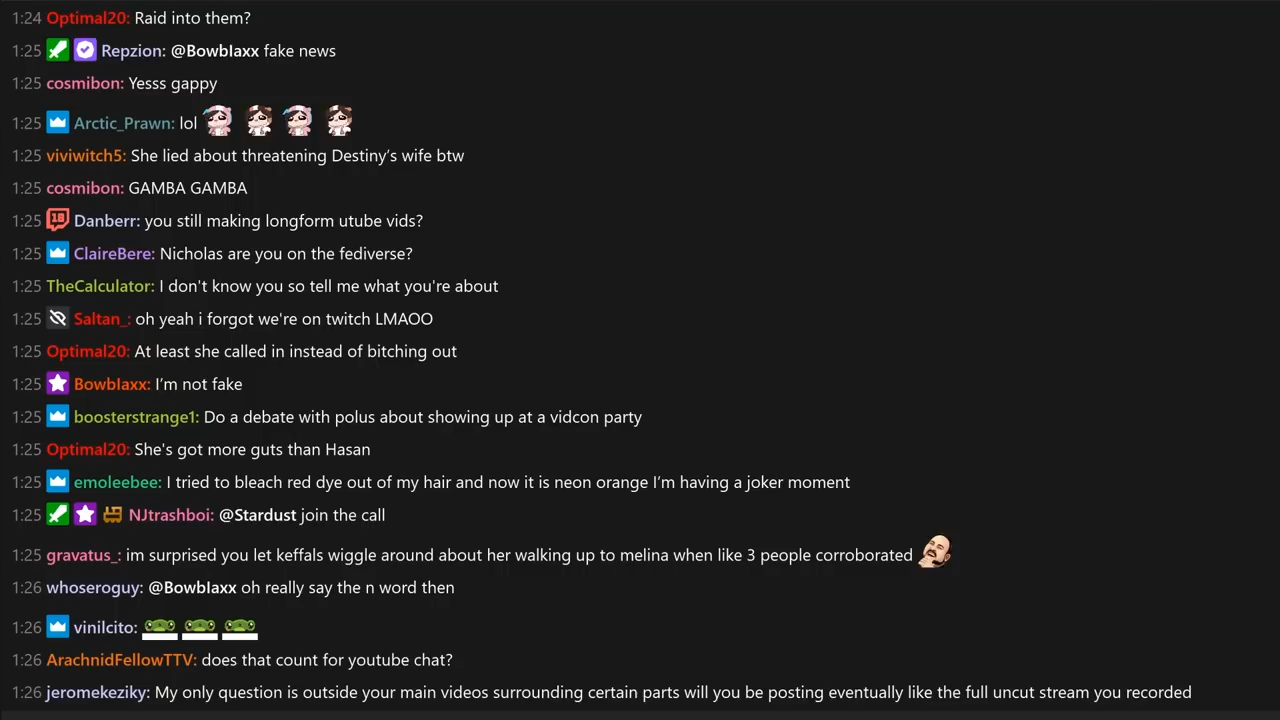 1:24 Optimal20: Raid into them?
1:25 Repzion: @Bowblaxx fake news
1:25 cosmibon: Yesss gappy
1:25 Arctic_Prawn: lol
1:25 viviwitch5: She lied about threatening Destiny’s wife btw
1:25 cosmibon: GAMBA GAMBA
1:25 18 Danberr: you still making longform utube vids?
1:25 ClaireBere: Nicholas are you on the fediverse?
1:25 TheCalculator: I don't know you so tell me what you're about
1:25 Saltan_: oh yeah i forgot we're on twitch LMAOO
1:25 Optimal20: At least she called in instead of bitching out
1:25 Bowblaxx: I’m not fake
1:25 boosterstrange1: Do a debate with polus about showing up at a vidcon party
1:25 Optimal20: She's got more guts than Hasan
1:25 emoleebee: I tried to bleach red dye out of my hair and now it is neon orange I’m having a joker moment
1:25 NJtrashboi: @Stardust join the call
1:25 gravatus_: im surprised you let keffals wiggle around about her walking up to melina when like 3 people corroborated
1:26 whoseroguy: @Bowblaxx oh really say the n word then
1:26 vinilcito:
1:26 ArachnidFellowTTV: does that count for youtube chat?
1:26 jeromekeziky: My only question is outside your main videos surrounding certain parts will you be posting eventually like the full uncut stream you recorded